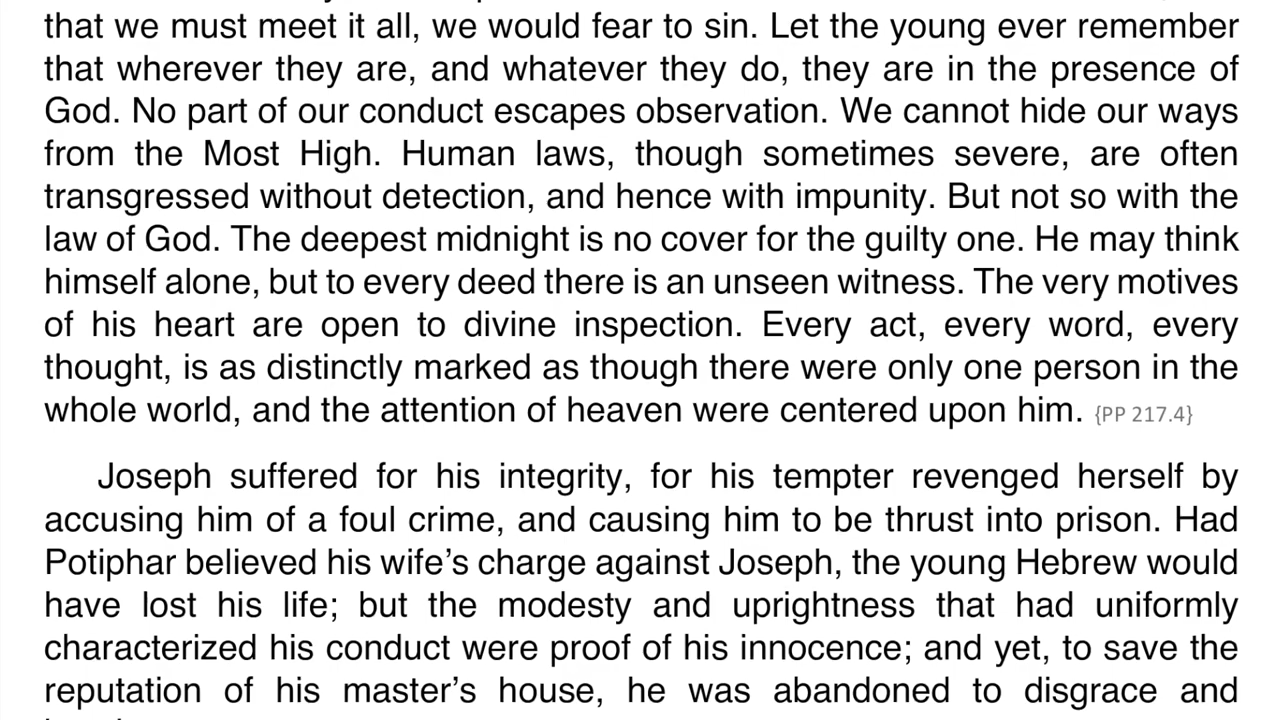 that we must meet it all, we would fear to sin. Let the young ever remember
that wherever they are, and whatever they do, they are in the presence of
God. No part of our conduct escapes observation. We cannot hide our ways
from the Most High. Human laws, though sometimes severe, are often
transgressed without detection, and hence with impunity. But not so with the
law of God. The deepest midnight is no cover for the guilty one. He may think
himself alone, but to every deed there is an unseen witness. The very motives
of his heart are open to divine inspection. Every act, every word, every
thought, is as distinctly marked as though there were only one person in the
whole world, and the attention of heaven were centered upon him. {PP 217.4}
Joseph suffered for his integrity, for his tempter revenged herself by
accusing him of a foul crime, and causing him to be thrust into prison. Had
Potiphar believed his wife’s charge against Joseph, the young Hebrew would
have lost his life; but the modesty and uprightness that had uniformly
characterized his conduct were proof of his innocence; and yet, to save the
reputation of his master’s house, he was abandoned to disgrace and